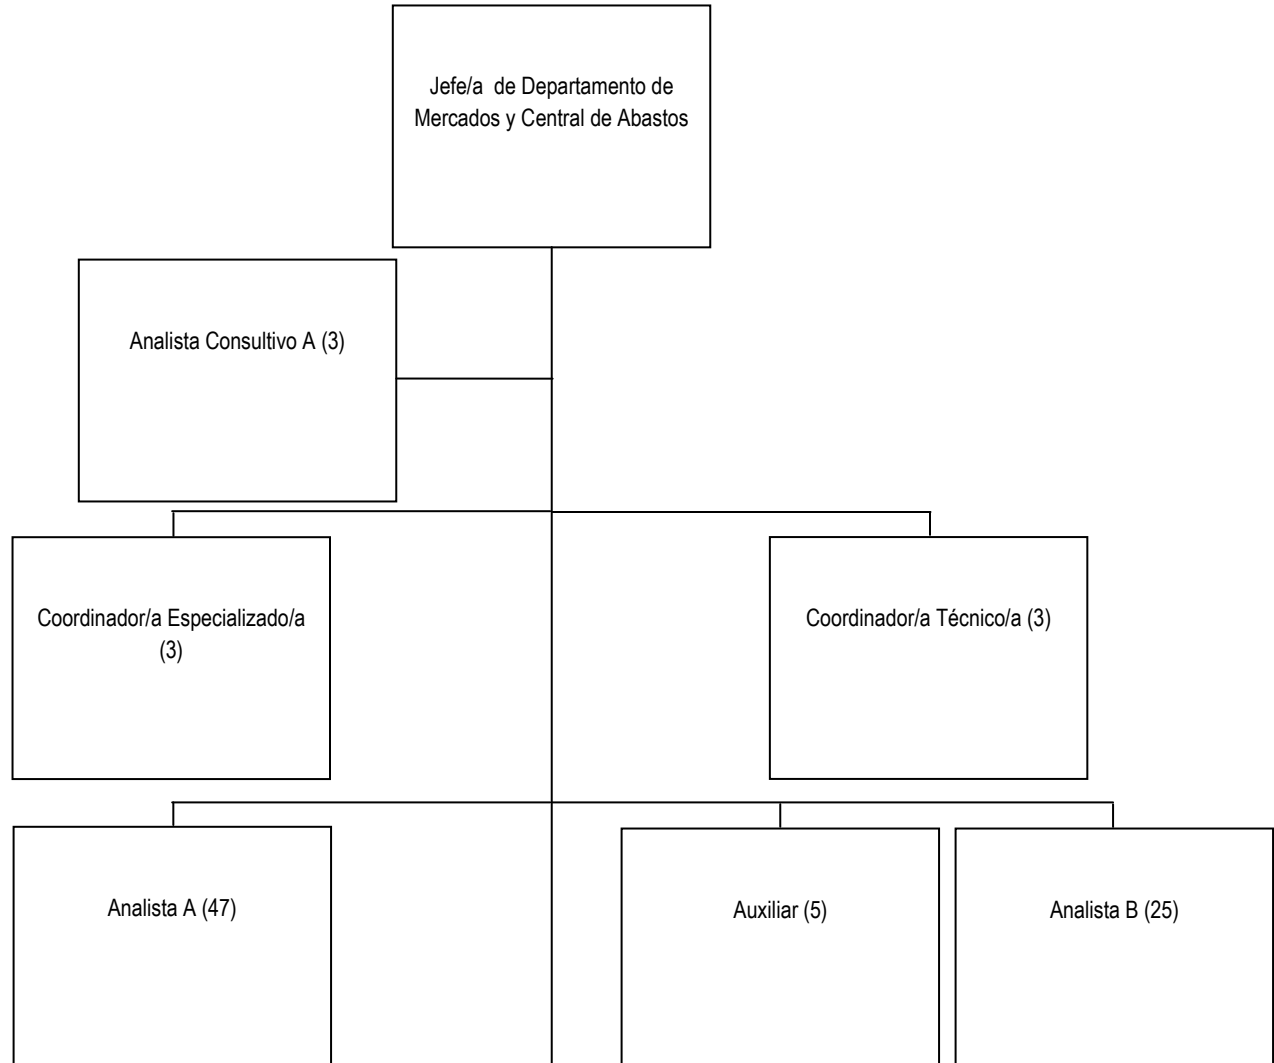 Jefe/a  de Departamento de
Mercados y Central de Abastos
Analista Consultivo A (3)
Coordinador/a Especializado/a
(3)
Coordinador/a Técnico/a (3)
Analista A (47)
Auxiliar (5)
Analista B (25)